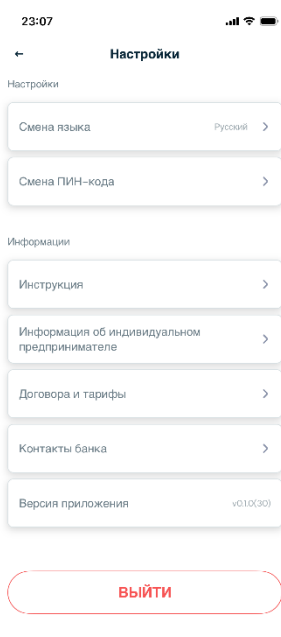 23:07
Настройки
Настройки
Смена языка Русский
Смена ПИН-кода
Информации
Инструкция
Информация об индивидуальном
предпринимателе
Договора и тарифы
Контакты банка
Версия приложения v0.1.0(30)
ВЫЙТИ